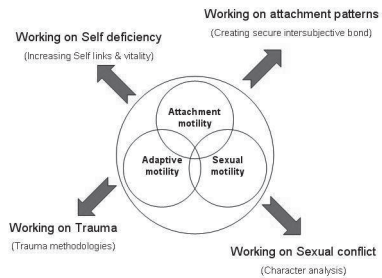 Working on attachment patterns
(Creating secure intersubjective bond)
Working on Self deficiency
(Increasing Self links & vitality)
Attachment
motility
Adaptive
motility
Sexual
motility
Working on Trauma
(Trauma methodologies)
Working on Sexual conflict
(Character analysis)